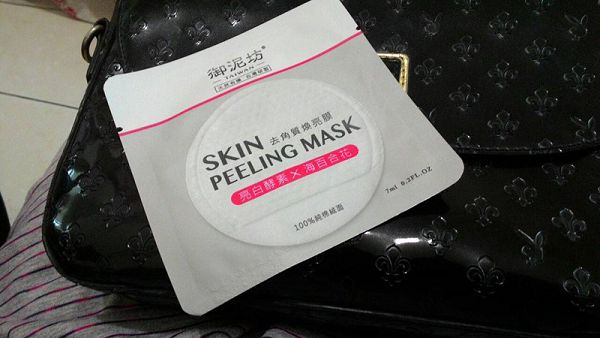 御泥坊®
TAIWAN
SKIN 去角質煥亮膜
PEELING MASK
亮白酵素×海百合花
100%純棉絨面
7ml 0.2FL.OZ